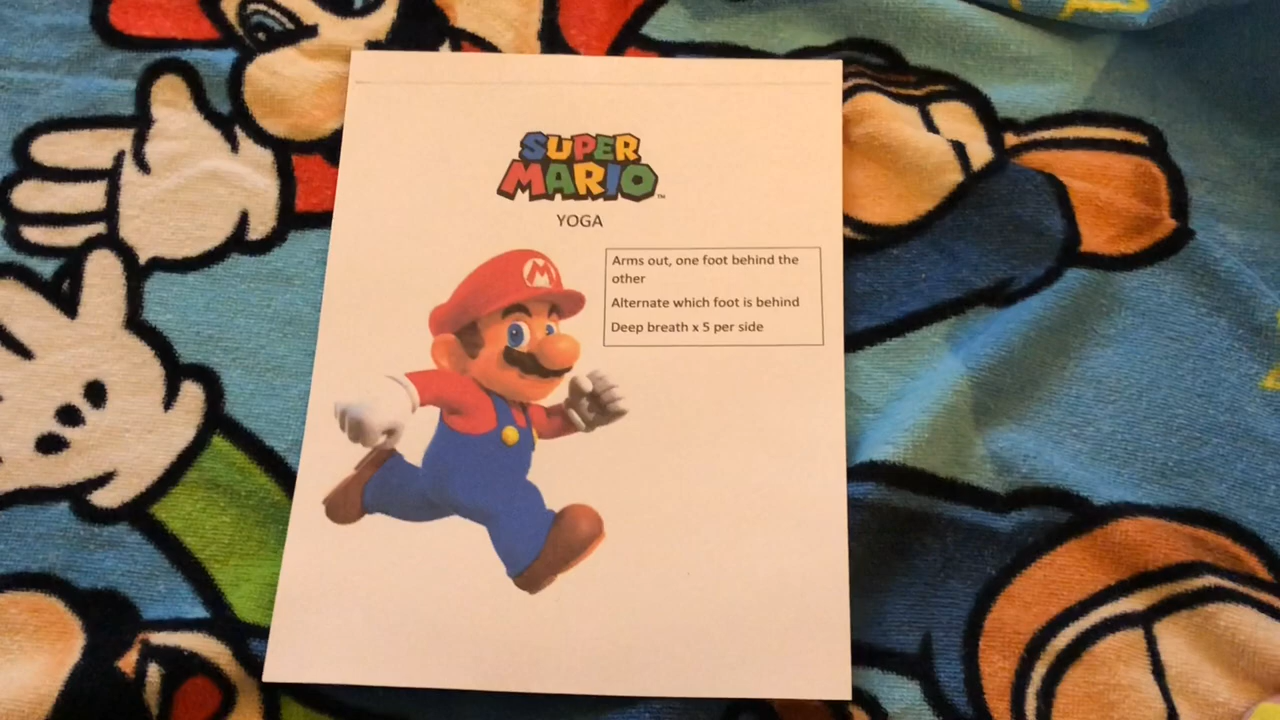 SUPER
MARIO™
YOGA
Arms out, one foot behind the
other
Alternate which foot is behind
Deep breath x 5 per side
M